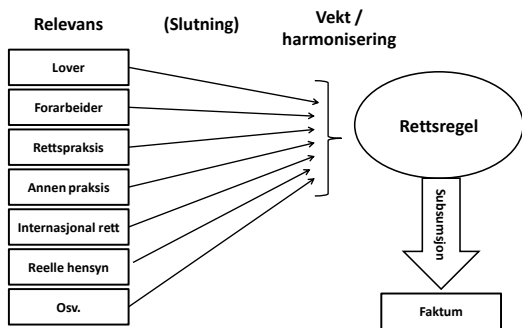 Relevans
(Slutning)
Vekt /
harmonisering
Lover
Forarbeider
Rettspraksis
Annen praksis
Internasjonal rett
Reelle hensyn
Osv.
Rettsregel
Subsumsjon
Faktum